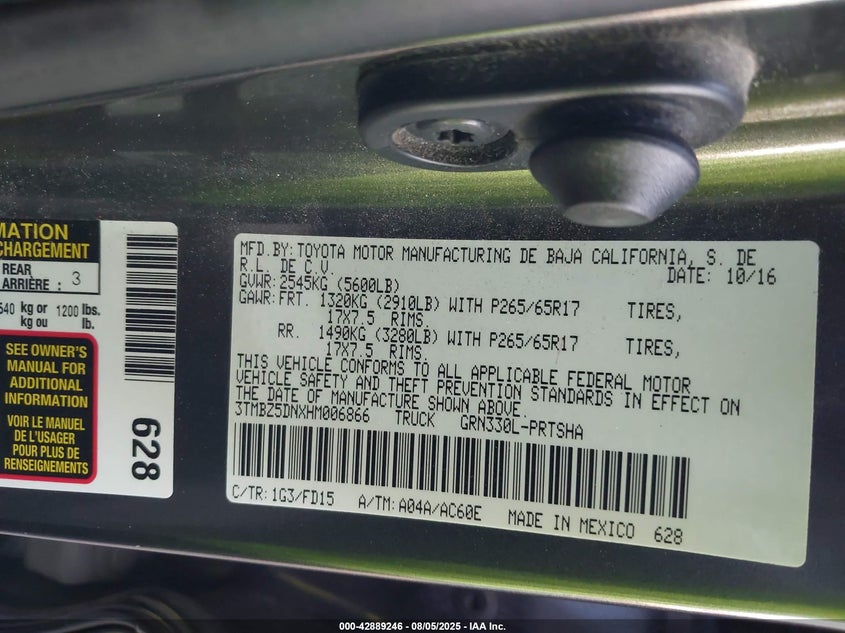 MATION
CHARGEMENT
REAR
ARRIÈRE : 3
540 kg or 1200 lbs.
kg ou lb.
SEE OWNER'S
MANUAL FOR
ADDITIONAL
INFORMATION
VOIR LE MANUEL
DE L'USAGER
POUR PLUS DE
RENSEIGNEMENTS
628
MFD.BY:TOYOTA MOTOR MANUFACTURING DE BAJA CALIFORNIA, S. DE
R.L. DE C.V. DATE: 10/16
GVWR:2545KG (5600LB)
GAWR:FRT. 1320KG (2910LB) WITH P265/65R17 TIRES,
17X7.5 RIMS.
RR. 1490KG (3280LB) WITH P265/65R17 TIRES,
17X7.5 RIMS.
THIS VEHICLE CONFORMS TO ALL APPLICABLE FEDERAL MOTOR
VEHICLE SAFETY AND THEFT PREVENTION STANDARDS IN EFFECT ON
THE DATE OF MANUFACTURE SHOWN ABOVE.
3TMBZ5DNXHM006866 TRUCK GRN330L-PRTSHA
C/TR:1G3/FD15 A/TM:A04A/AC60E MADE IN MEXICO 628
000-42889246 - 08/05/2025 - IAA Inc.